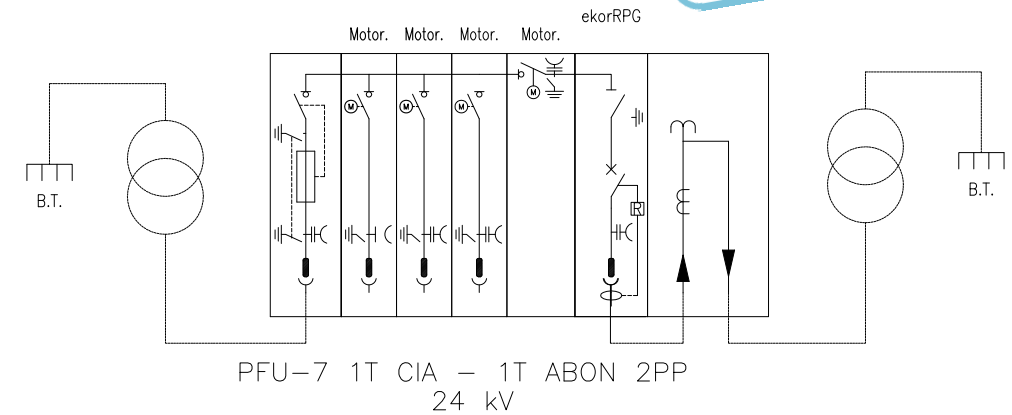 ekorRPG
Motor. Motor. Motor. Motor.
M M M M
R
B.T. B.T.
PFU-7 1T CIA - 1T ABON 2PP
24 kV